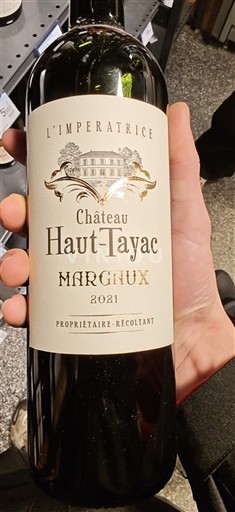 L'IMPERATRICE
Château
Haut-Tayac
MARGAUX
2021
PROPRIÉTAIRE-RÉCOLTANT